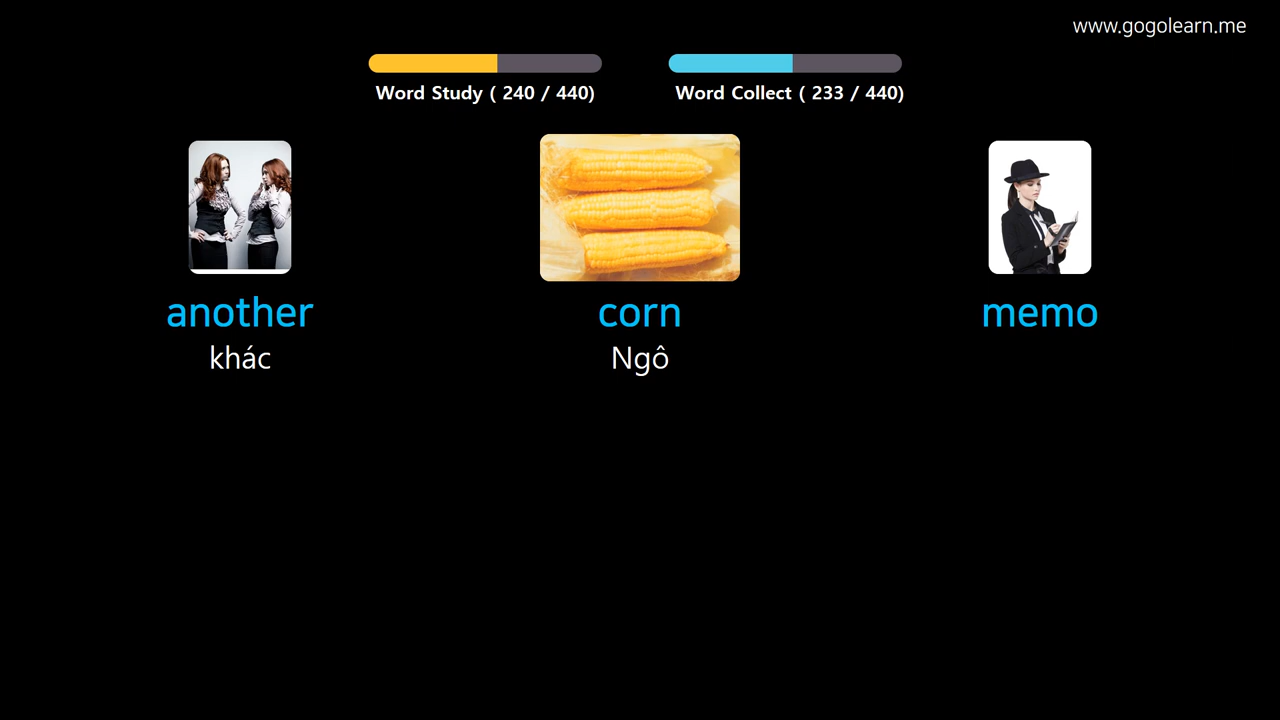 www.gogolearn.me
Word Study ( 240 / 440)
Word Collect ( 233 / 440)
another
corn
memo
khác
Ngô